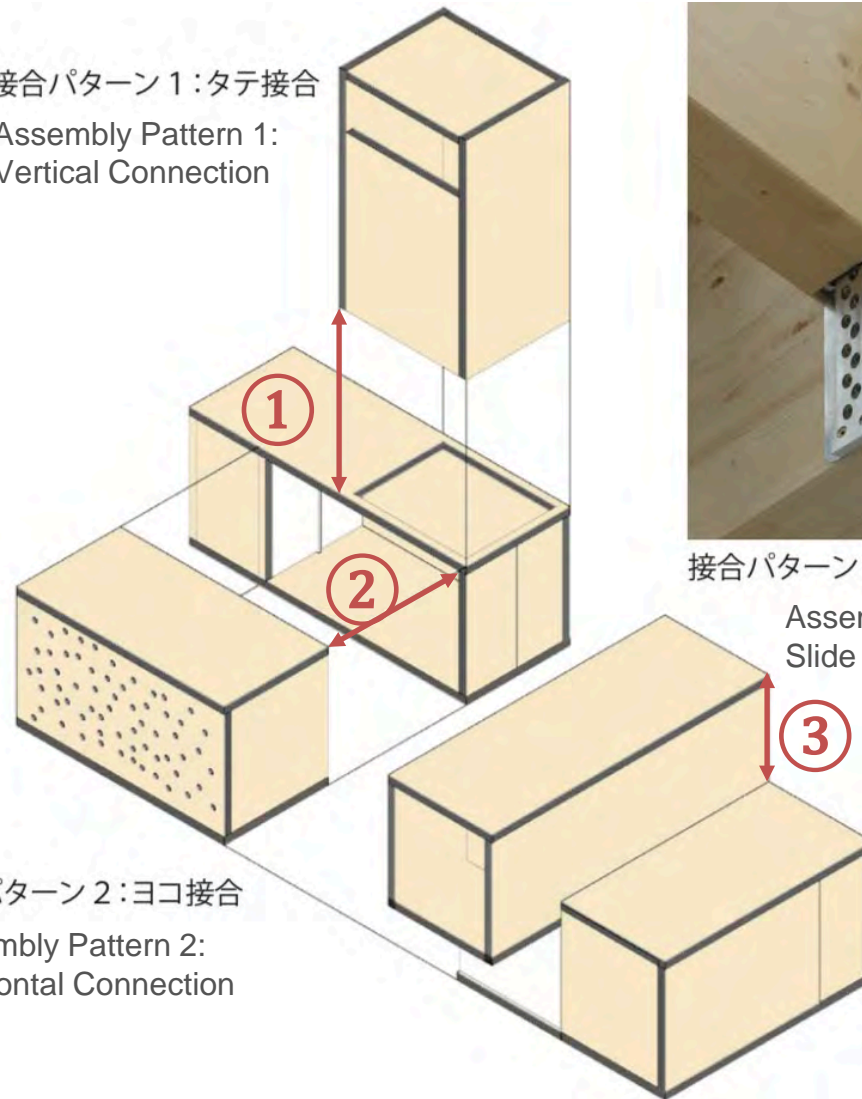 接合パターン 1：タテ接合
Assembly Pattern 1:
Vertical Connection
①
②
接合パターン
Assem
Slide
③
パターン 2：ヨコ接合
mbly Pattern 2:
ontal Connection